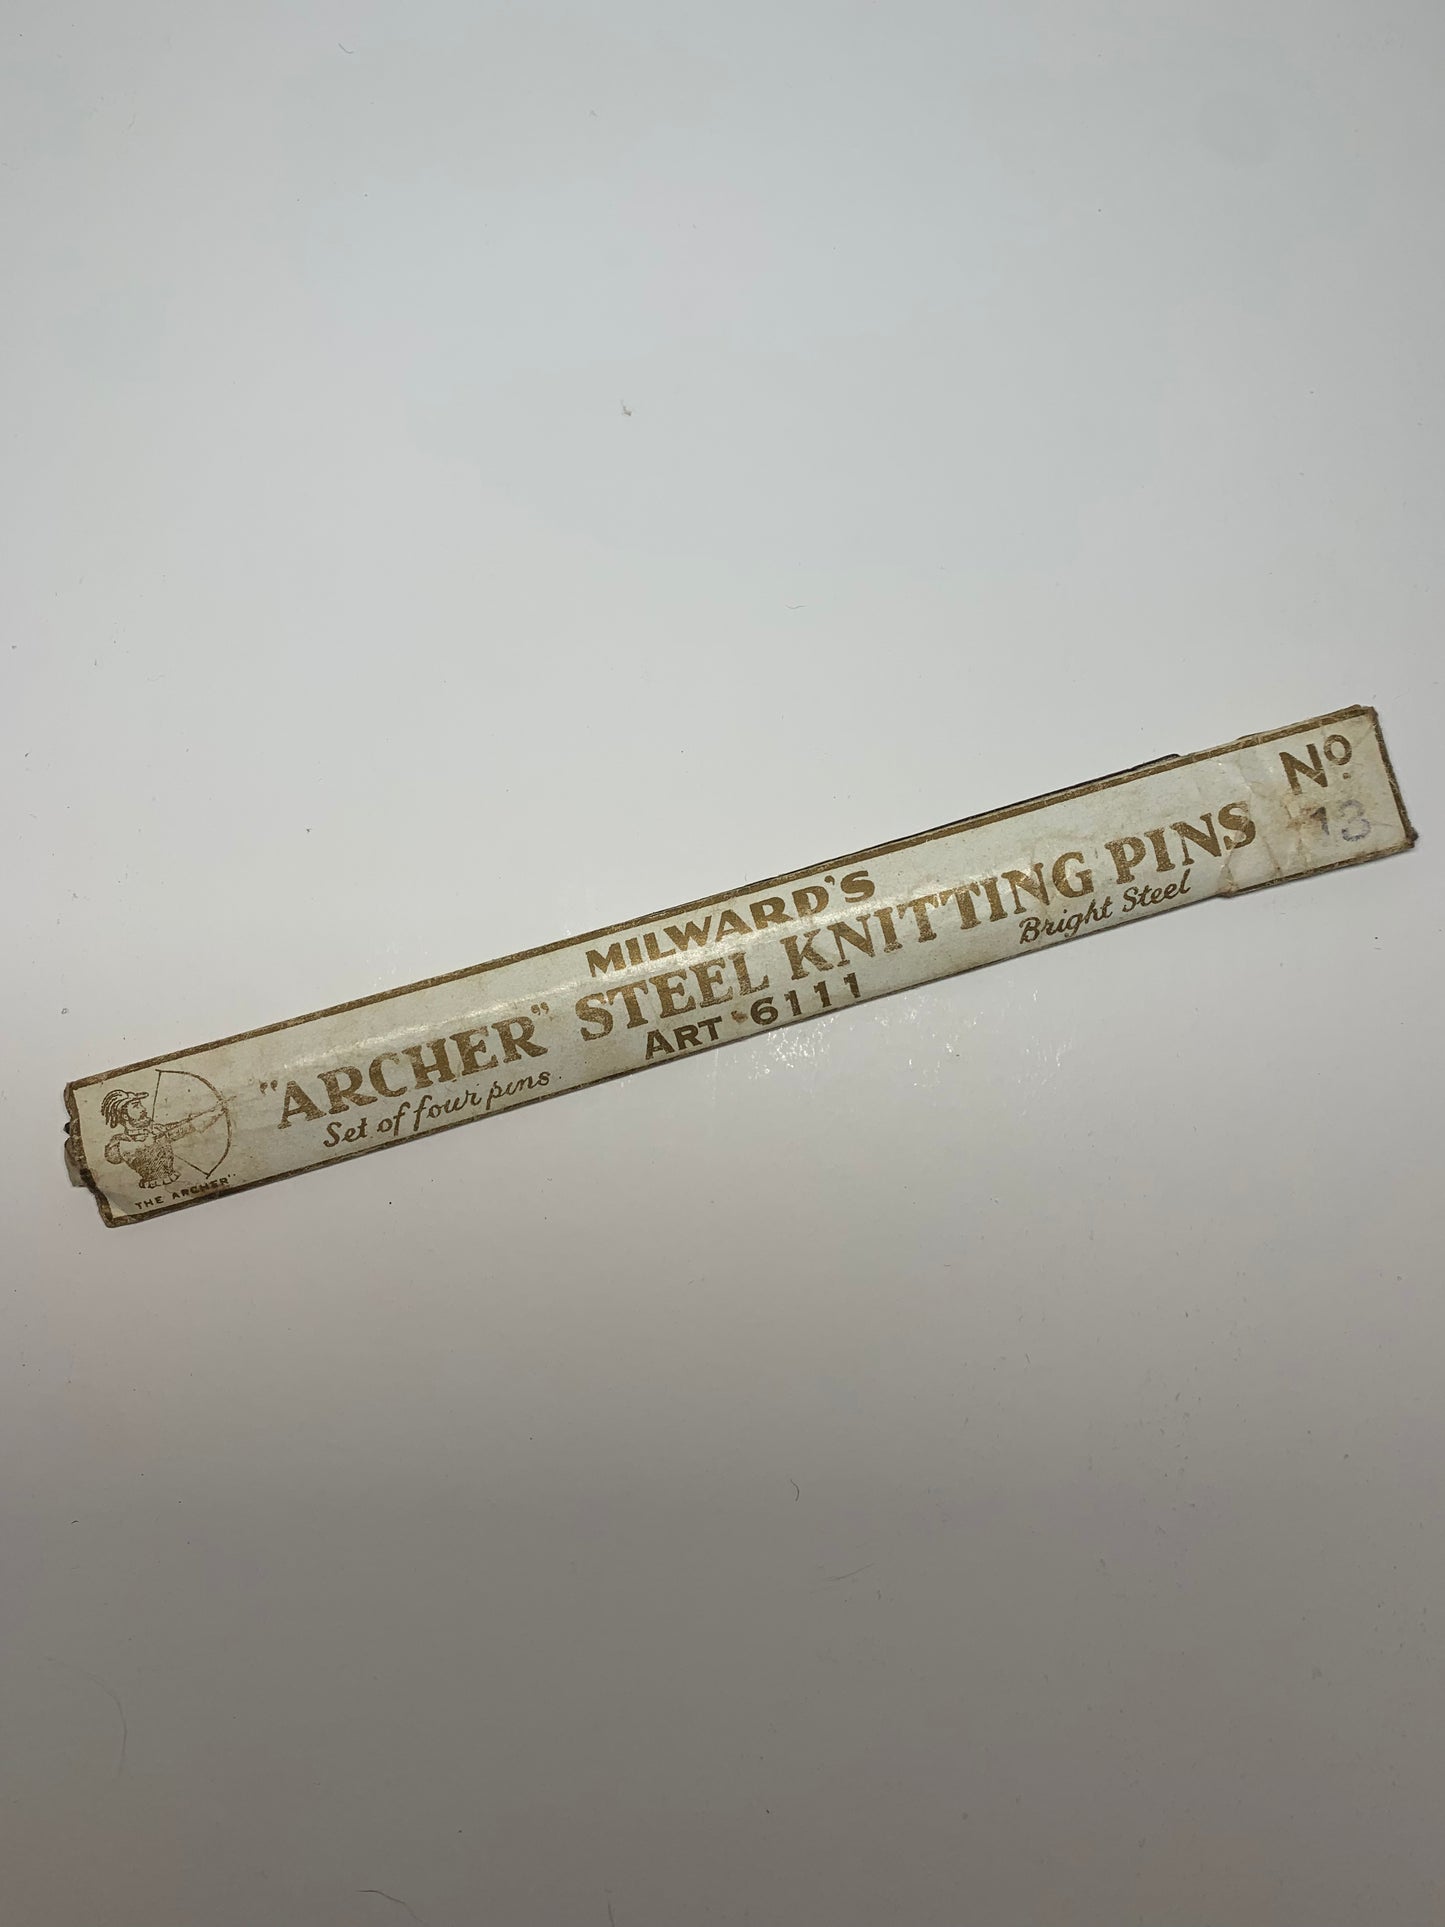 MILWARD'S
"ARCHER" STEEL KNITTING PINS
Set of four pins
ART 6111
Bright Steel
No.
13
THE ARCHER"